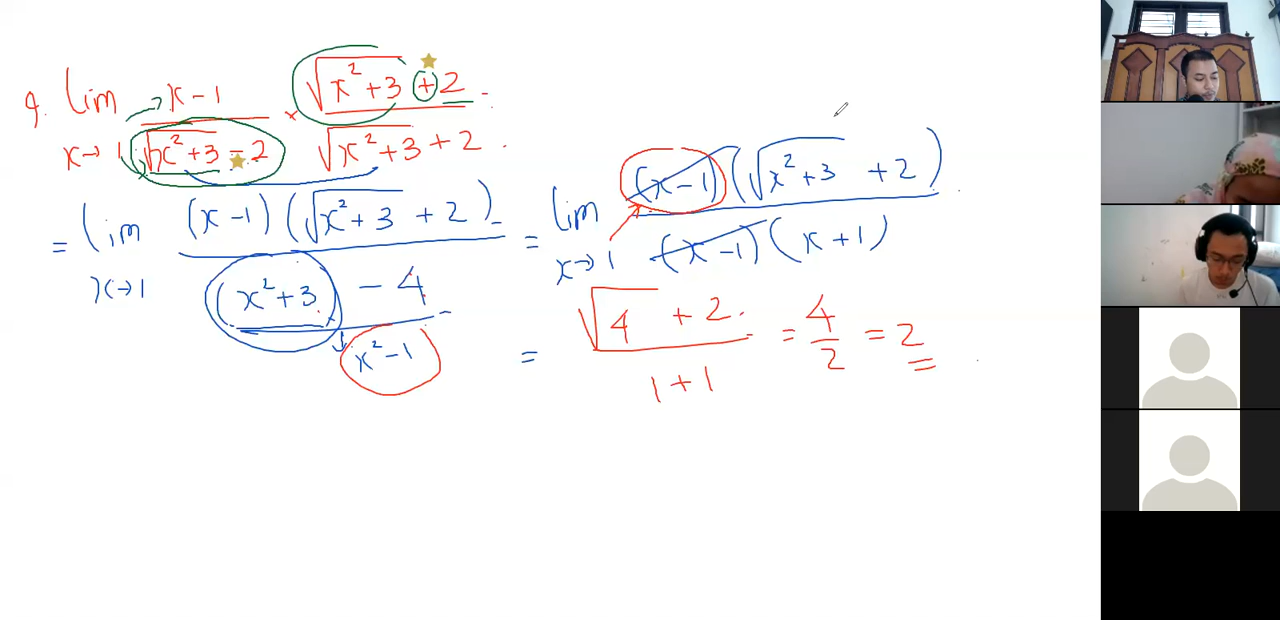 9. lim x→1 (x-1)/(√(x²+3) - 2) × (√(x²+3) + 2)/(√(x²+3) + 2)
= lim x→1 (x-1)(√(x²+3) + 2)/((x²+3) - 4)
x²-1
= lim x→1 (x-1)(√(x²+3) + 2)/((x-1)(x+1))
= (√4 + 2)/(1+1) = 4/2 = 2